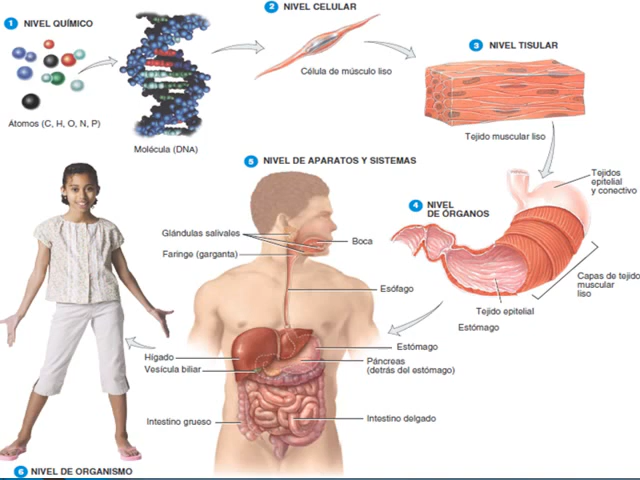 1 NIVEL QUÍMICO
Átomos (C, H, O, N, P)
Molécula (DNA)
2 NIVEL CELULAR
Célula de músculo liso
3 NIVEL TISULAR
Tejido muscular liso
4 NIVEL
DE ÓRGANOS
Tejidos
epitelial
y conectivo
Capas de tejido
muscular
liso
Tejido epitelial
Estómago
5 NIVEL DE APARATOS Y SISTEMAS
Glándulas salivales
Boca
Faringe (garganta)
Esófago
Estómago
Hígado
Páncreas
(detrás del estómago)
Vesícula biliar
Intestino grueso
Intestino delgado
6 NIVEL DE ORGANISMO